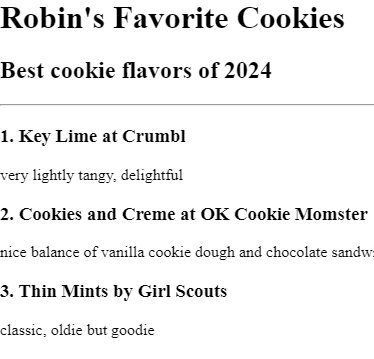 Robin's Favorite Cookies
Best cookie flavors of 2024
1. Key Lime at Crumbl
very lightly tangy, delightful
2. Cookies and Creme at OK Cookie Momster
nice balance of vanilla cookie dough and chocolate
3. Thin Mints by Girl Scouts
classic, oldie but goodie